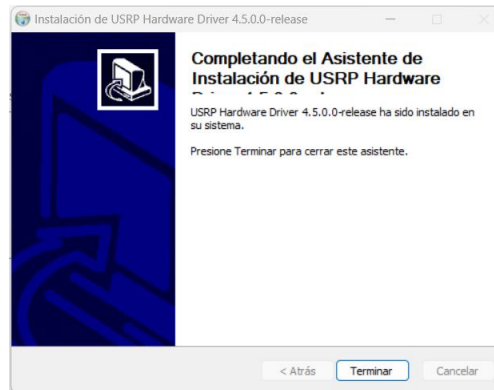 Instalación de USRP Hardware Driver 4.5.0.0-release
Completando el Asistente de
Instalación de USRP Hardware
USRP Hardware Driver 4.5.0.0-release ha sido instalado en
su sistema.
Presione Terminar para cerrar este asistente.
< Atrás
Terminar
Cancelar